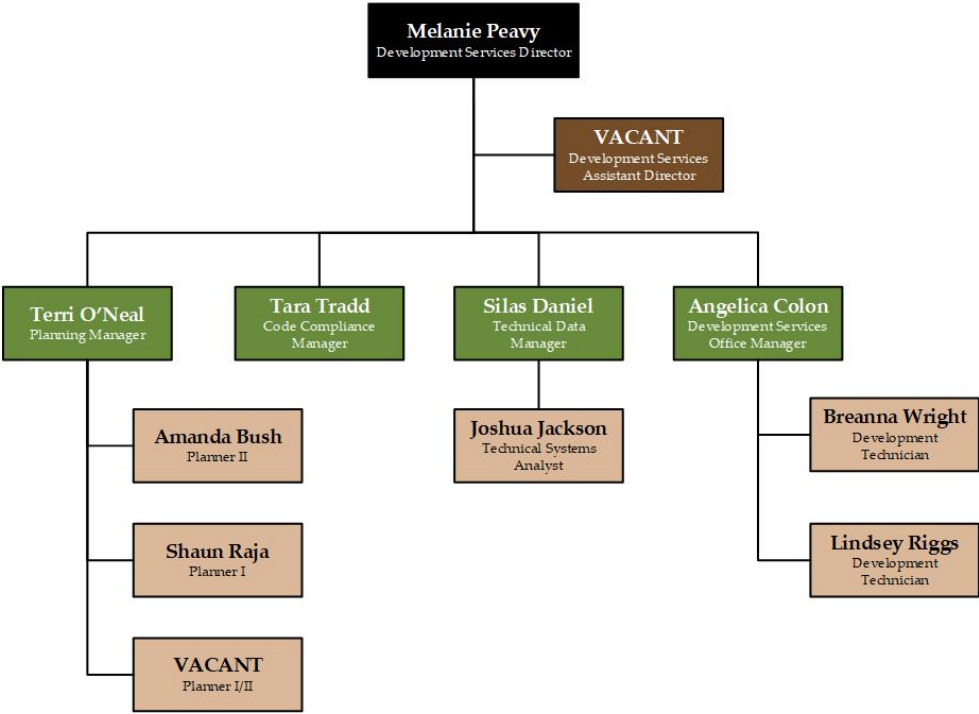 Melanie Peavy
Development Services Director
VACANT
Development Services
Assistant Director
Terri O’Neal
Planning Manager
Tara Tradd
Code Compliance
Manager
Silas Daniel
Technical Data
Manager
Angelica Colon
Development Services
Office Manager
Amanda Bush
Planner II
Shaun Raja
Planner I
VACANT
Planner I/II
Joshua Jackson
Technical Systems
Analyst
Breanna Wright
Development
Technician
Lindsey Riggs
Development
Technician